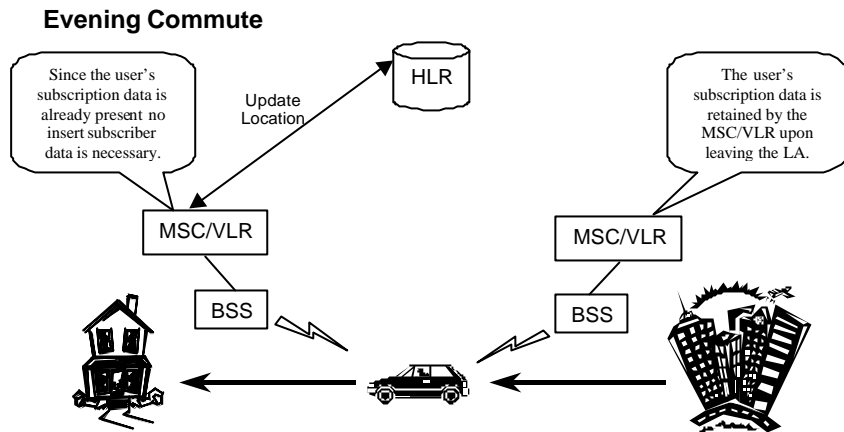 Evening Commute
Since the user's
subscription data is
already present no
insert subscriber
data is necessary.
Update
Location
HLR
The user's
subscription data is
retained by the
MSC/VLR upon
leaving the LA.
MSC/VLR
MSC/VLR
BSS
BSS